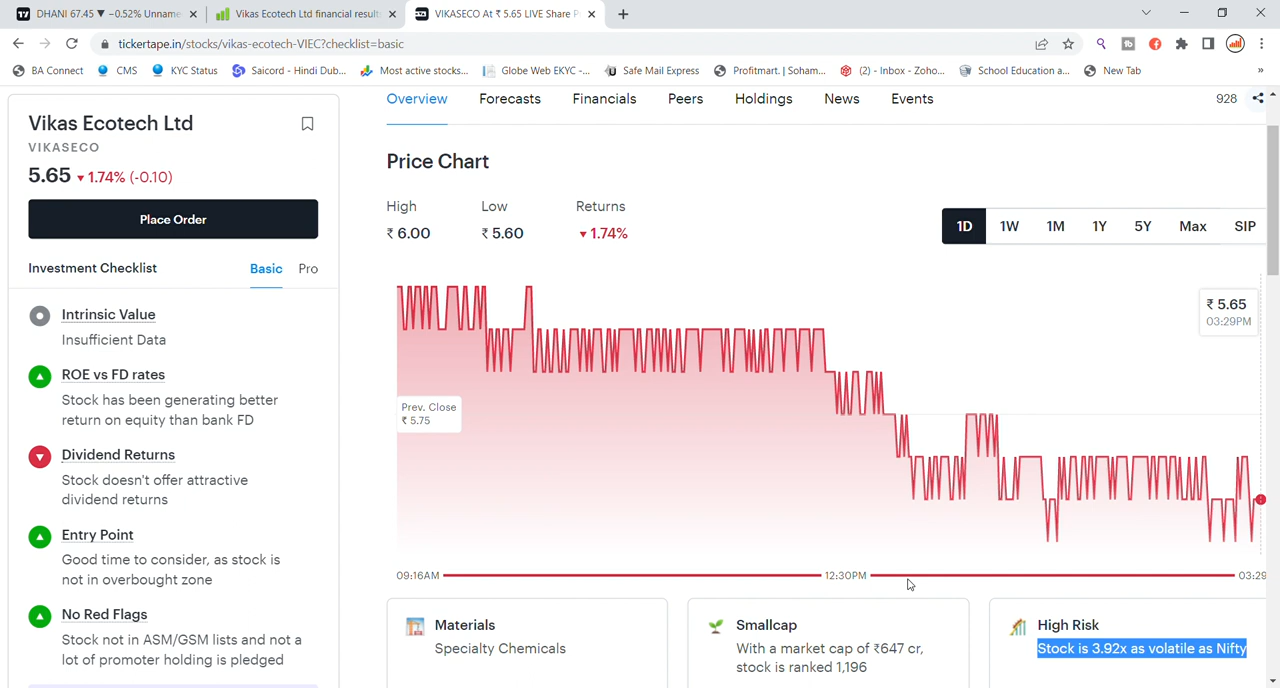 DHANI 67.45 ▼ −0.52% Unname
Vikas Ecotech Ltd financial results
VIKASECO At ₹ 5.65 LIVE Share P
tickertape.in/stocks/vikas-ecotech-VIEC?checklist=basic
BA Connect
CMS
KYC Status
Saicord - Hindi Dub...
Most active stocks...
Globe Web EKYC -...
Safe Mail Express
Profitmart. | Soham...
(2) - Inbox - Zoho...
School Education a...
New Tab
»
Vikas Ecotech Ltd
VIKASECO
5.65 ▼ 1.74% (-0.10)
Place Order
Investment Checklist
Basic
Pro
Intrinsic Value
Insufficient Data
ROE vs FD rates
Stock has been generating better
return on equity than bank FD
Dividend Returns
Stock doesn't offer attractive
dividend returns
Entry Point
Good time to consider, as stock is
not in overbought zone
No Red Flags
Stock not in ASM/GSM lists and not a
lot of promoter holding is pledged
Overview
Forecasts
Financials
Peers
Holdings
News
Events
928
Price Chart
High
₹ 6.00
Low
₹ 5.60
Returns
▼ 1.74%
1D
1W
1M
1Y
5Y
Max
SIP
₹ 5.65
03:29PM
Prev. Close
₹ 5.75
09:16AM
12:30PM
03:29
Materials
Specialty Chemicals
Smallcap
With a market cap of ₹647 cr,
stock is ranked 1,196
High Risk
Stock is 3.92x as volatile as Nifty